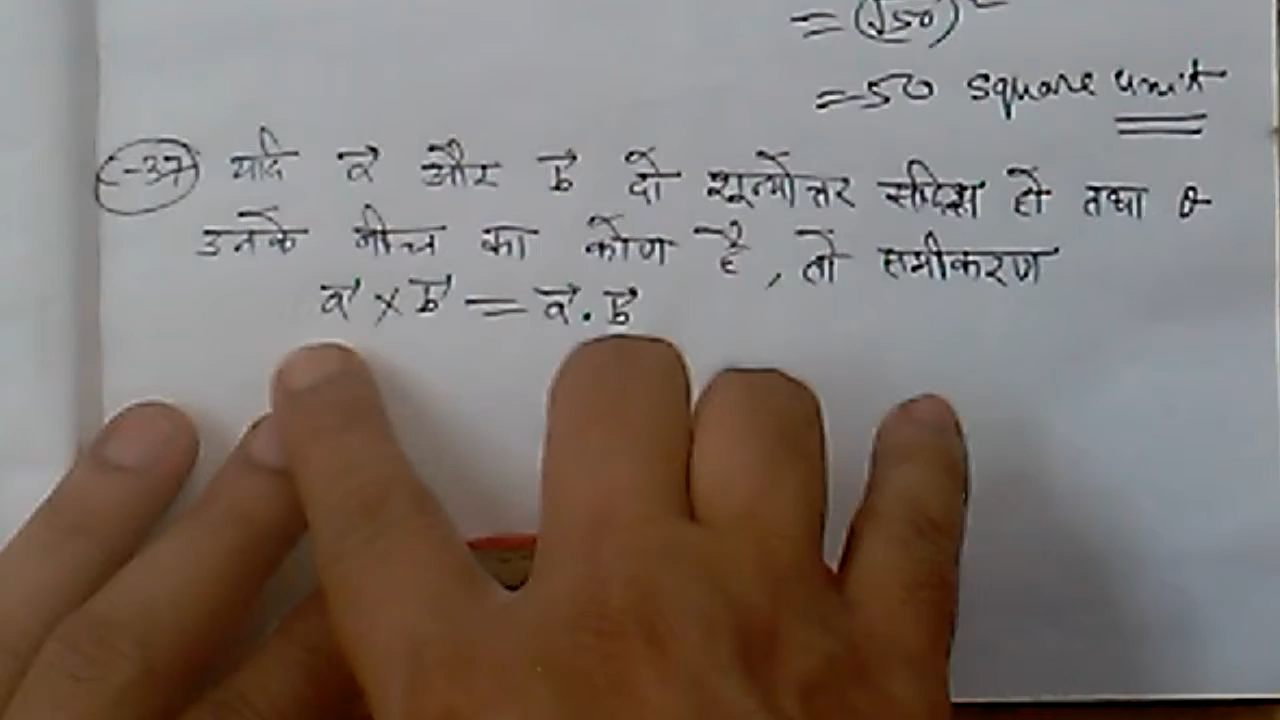 = (√50)²
= 50 square unit
-37 यदि a⃗ और b⃗ दो शून्येत्तर सदिश हो तथा θ
उनके बीच का कोण है, तो समीकरण
a⃗ × b⃗ = a⃗ . b⃗